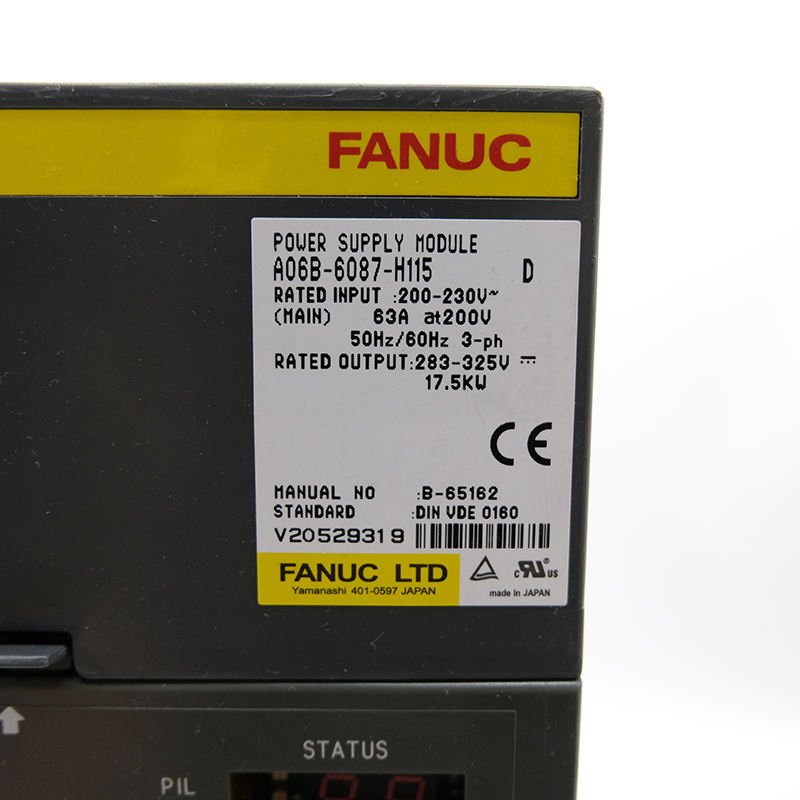 FANUC
POWER SUPPLY MODULE
A06B-6087-H115 D
RATED INPUT :200-230V~
(MAIN) 63A at200V
50Hz/60Hz 3-ph
RATED OUTPUT:283-325V ⎓
17.5KW
CE
MANUAL NO :B-65162
STANDARD :DIN VDE 0160
V20529319
FANUC LTD
Yamanashi 401-0597 JAPAN
c UR® US
made in JAPAN
STATUS
PIL